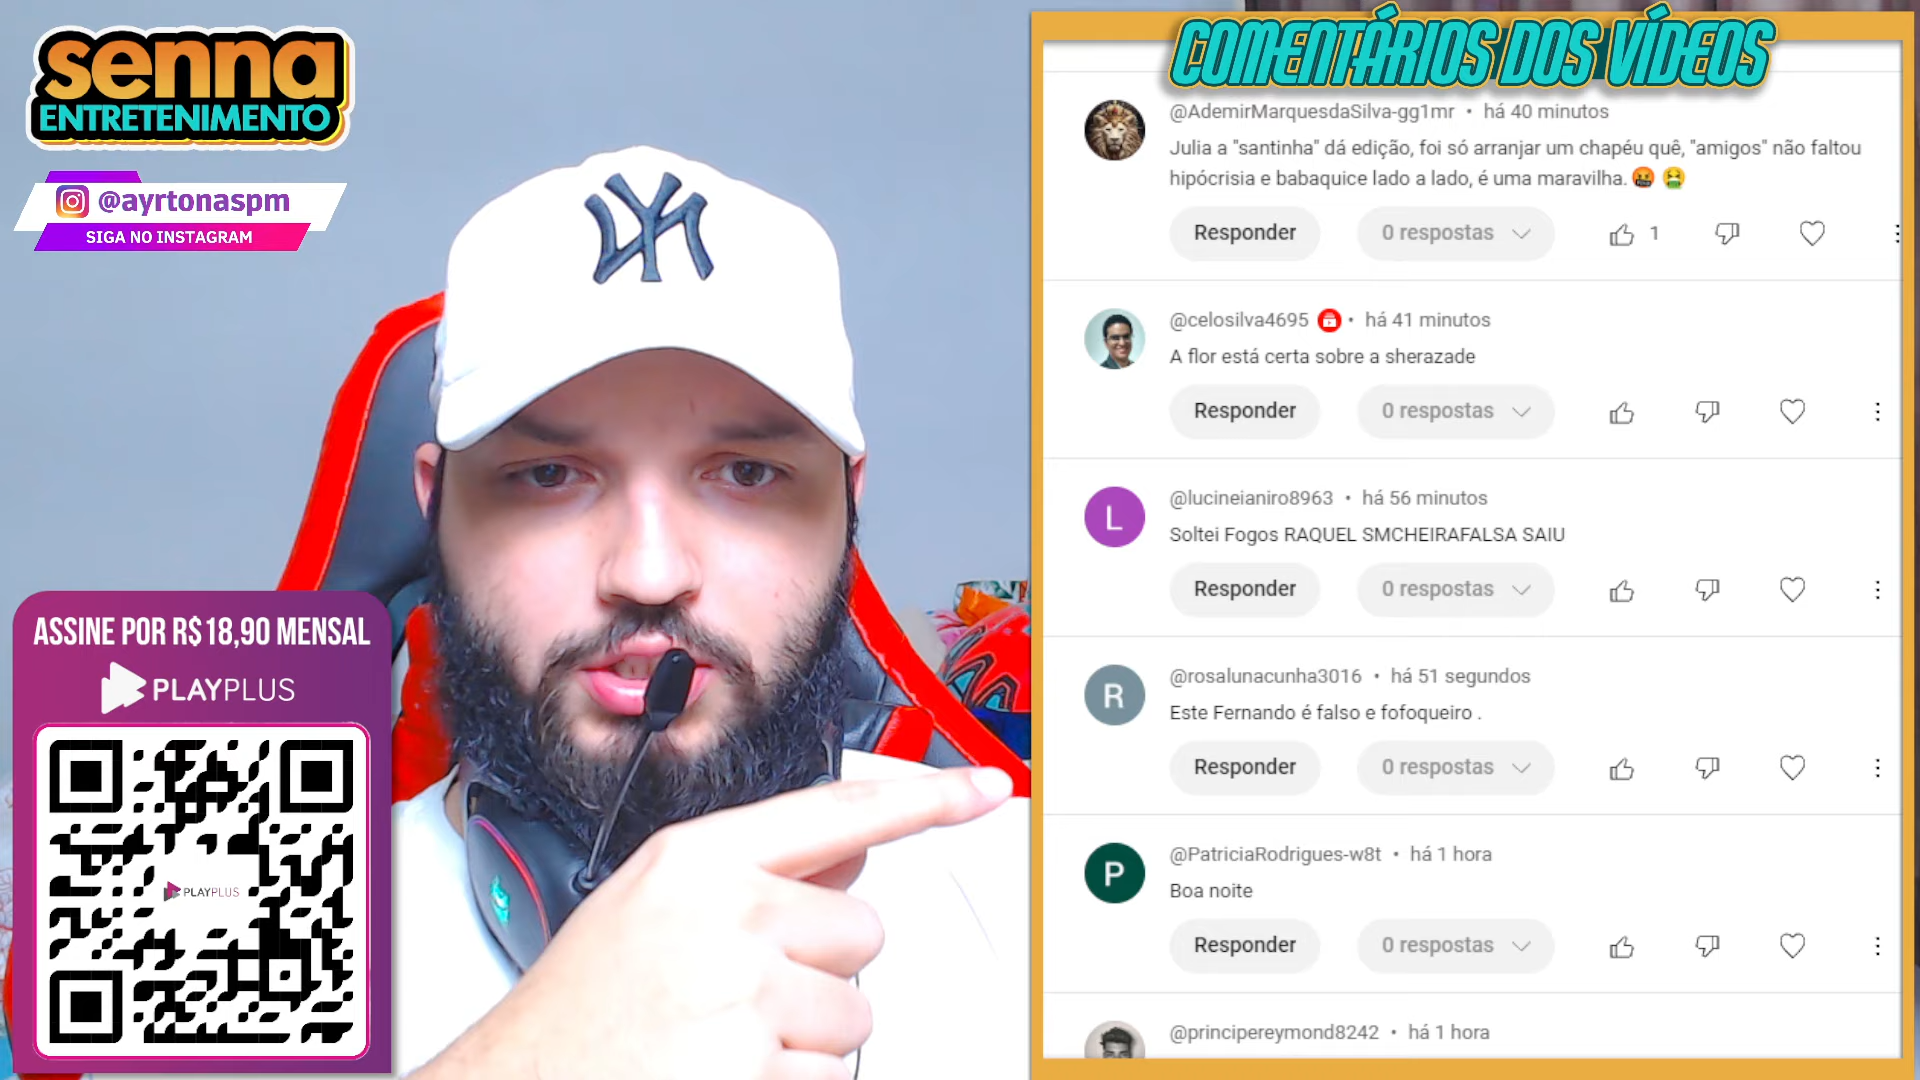 senna
ENTRETENIMENTO
@ayrtonaspm
SIGA NO INSTAGRAM
NY
ASSINE POR R$18,90 MENSAL
PLAYPLUS
PLAYPLUS
COMENTÁRIOS DOS VÍDEOS
@AdemirMarquesdaSilva-gg1mr • há 40 minutos
Julia a "santinha" dá edição, foi só arranjar um chapéu quê, "amigos" não faltou
hipócrisia e babaquice lado a lado, é uma maravilha. 🤬 🤮
Responder 0 respostas 1
@celosilva4695 • há 41 minutos
A flor está certa sobre a sherazade
Responder 0 respostas
L
@lucineianiro8963 • há 56 minutos
Soltei Fogos RAQUEL SMCHEIRAFALSA SAIU
Responder 0 respostas
R
@rosalunacunha3016 • há 51 segundos
Este Fernando é falso e fofoqueiro .
Responder 0 respostas
P
@PatriciaRodrigues-w8t • há 1 hora
Boa noite
Responder 0 respostas
@principereymond8242 • há 1 hora